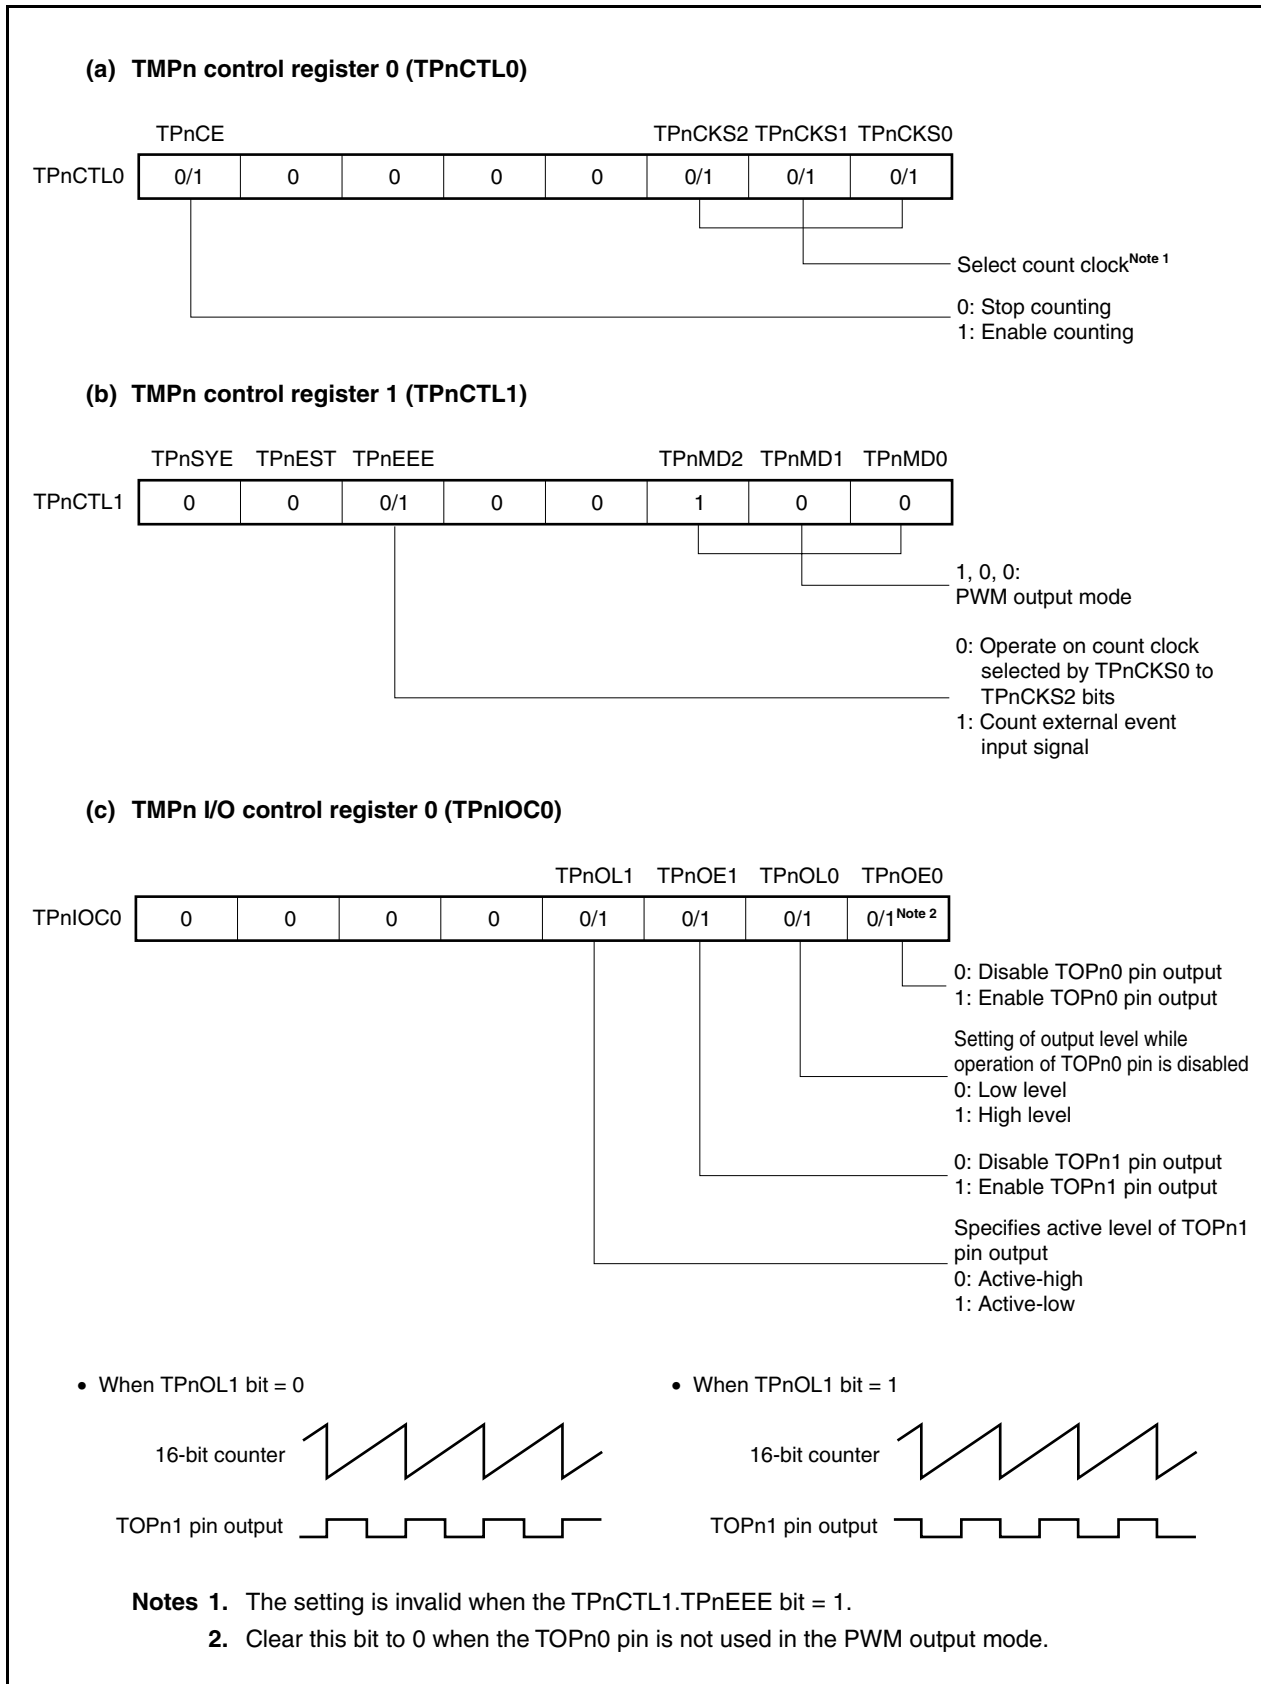 (a) TMPn control register 0 (TPnCTL0)
TPnCE TPnCKS2 TPnCKS1 TPnCKS0
TPnCTL0 0/1 0 0 0 0 0/1 0/1 0/1
Select count clock Note 1
0: Stop counting
1: Enable counting
(b) TMPn control register 1 (TPnCTL1)
TPnSYE TPnEST TPnEEE TPnMD2 TPnMD1 TPnMD0
TPnCTL1 0 0 0/1 0 0 1 0 0
1, 0, 0:
PWM output mode
0: Operate on count clock
selected by TPnCKS0 to
TPnCKS2 bits
1: Count external event
input signal
(c) TMPn I/O control register 0 (TPnIOC0)
TPnOL1 TPnOE1 TPnOL0 TPnOE0
TPnIOC0 0 0 0 0 0/1 0/1 0/1 0/1 Note 2
0: Disable TOPn0 pin output
1: Enable TOPn0 pin output
Setting of output level while
operation of TOPn0 pin is disabled
0: Low level
1: High level
0: Disable TOPn1 pin output
1: Enable TOPn1 pin output
Specifies active level of TOPn1
pin output
0: Active-high
1: Active-low
• When TPnOL1 bit = 0
16-bit counter
TOPn1 pin output
• When TPnOL1 bit = 1
16-bit counter
TOPn1 pin output
Notes 1. The setting is invalid when the TPnCTL1.TPnEEE bit = 1.
2. Clear this bit to 0 when the TOPn0 pin is not used in the PWM output mode.